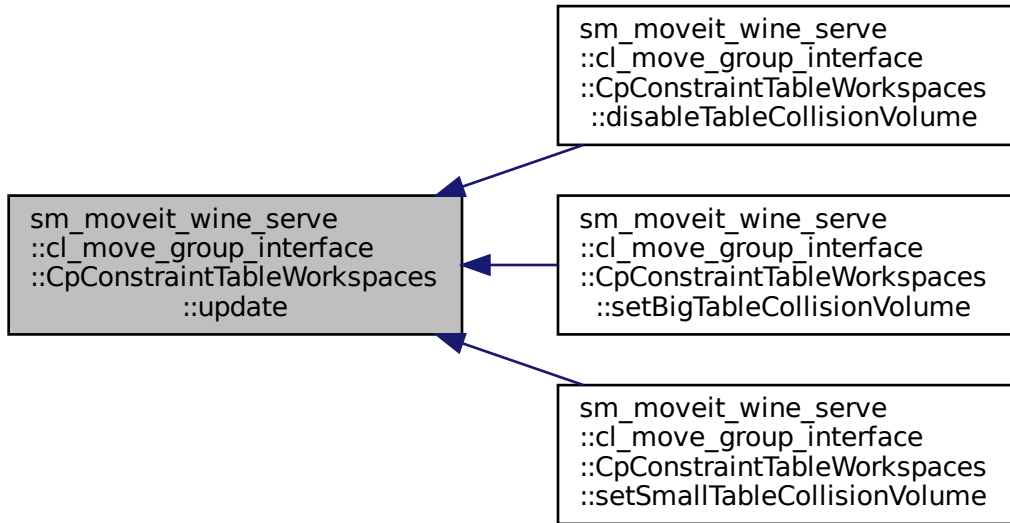 sm_moveit_wine_serve
::cl_move_group_interface
::CpConstraintTableWorkspaces
::update
sm_moveit_wine_serve
::cl_move_group_interface
::CpConstraintTableWorkspaces
::disableTableCollisionVolume
sm_moveit_wine_serve
::cl_move_group_interface
::CpConstraintTableWorkspaces
::setBigTableCollisionVolume
sm_moveit_wine_serve
::cl_move_group_interface
::CpConstraintTableWorkspaces
::setSmallTableCollisionVolume